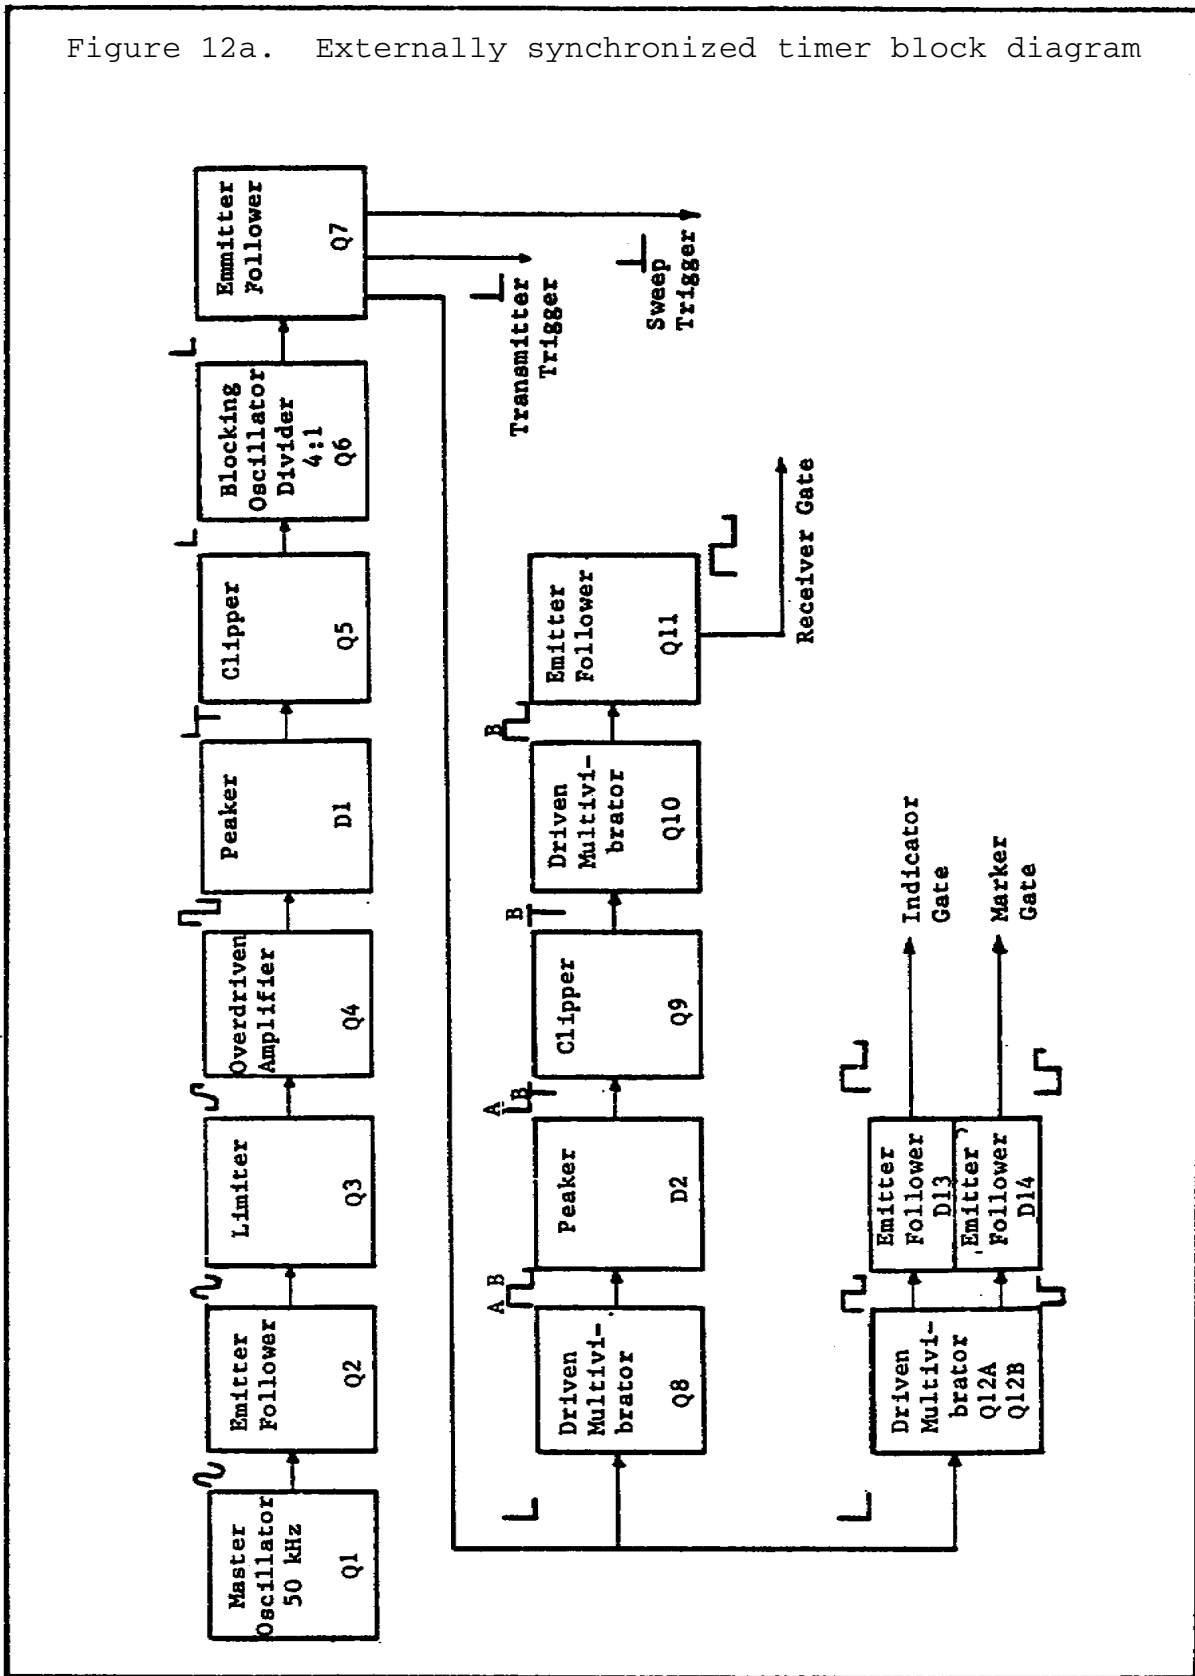 Figure 12a.  Externally synchronized timer block diagram
Master
Oscillator
50 kHz
Q1
Emitter
Follower
Q2
Limiter
Q3
Overdriven
Amplifier
Q4
Peaker
D1
Clipper
Q5
Blocking
Oscillator
Divider
4:1
Q6
Emmitter
Follower
Q7
Transmitter
Trigger
Sweep
Trigger
Driven
Multivi-
brator
Q8
A B
Peaker
D2
A
B
Clipper
Q9
B
Driven
Multivi-
brator
Q10
B
Emitter
Follower
Q11
Receiver Gate
Driven
Multivi-
brator
Q12A
Q12B
Emitter
Follower
D13
Emitter
Follower
D14
Indicator
Gate
Marker
Gate